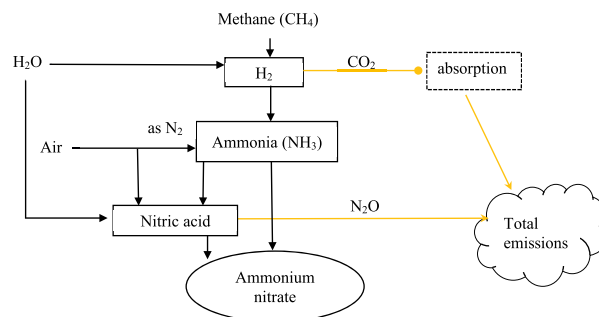 Methane (CH₄)
H₂O
CO₂
H₂
absorption
as N₂
Air
Ammonia (NH₃)
N₂O
Nitric acid
Total
emissions
Ammonium
nitrate